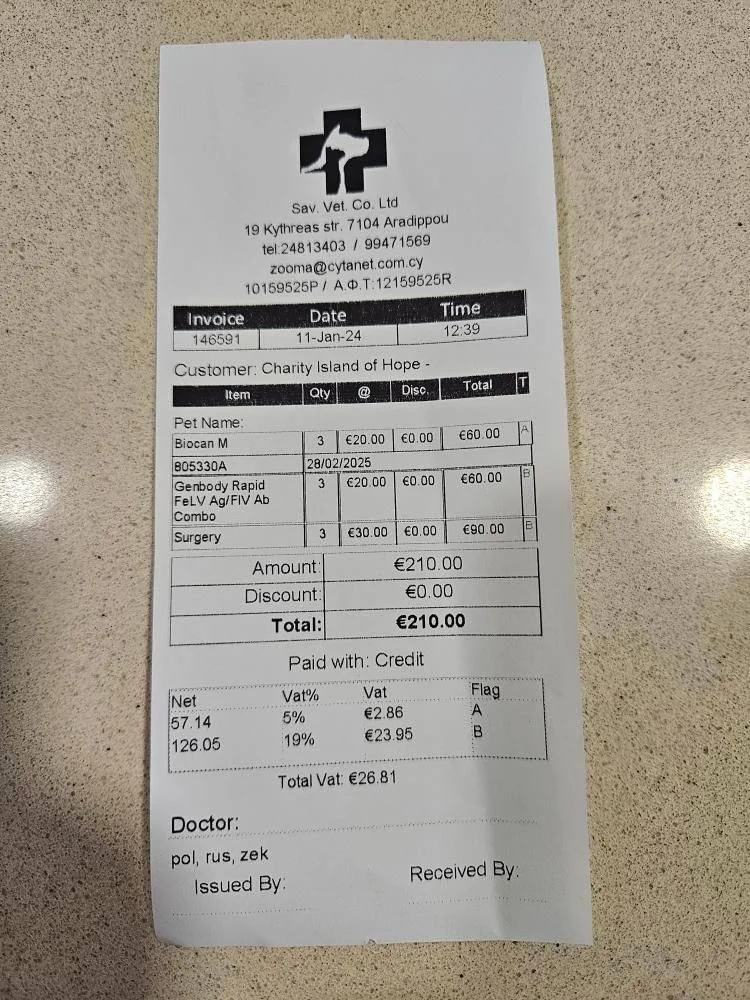 Sav. Vet. Co. Ltd
19 Kythreas str. 7104 Aradippou
tel:24813403 / 99471569
zooma@cytanet.com.cy
10159525P / Α.Φ.Τ:12159525R
Invoice Date Time
146591 11-Jan-24 12:39
Customer: Charity Island of Hope -
Item Qty @ Disc. Total T
Pet Name:
Biocan M 3 €20.00 €0.00 €60.00 A
805330A 28/02/2025
Genbody Rapid 3 €20.00 €0.00 €60.00 B
FeLV Ag/FIV Ab
Combo
Surgery 3 €30.00 €0.00 €90.00 B
Amount: €210.00
Discount: €0.00
Total: €210.00
Paid with: Credit
Net Vat% Vat Flag
57.14 5% €2.86 A
126.05 19% €23.95 B
Total Vat: €26.81
Doctor:
pol, rus, zek
Issued By: Received By: